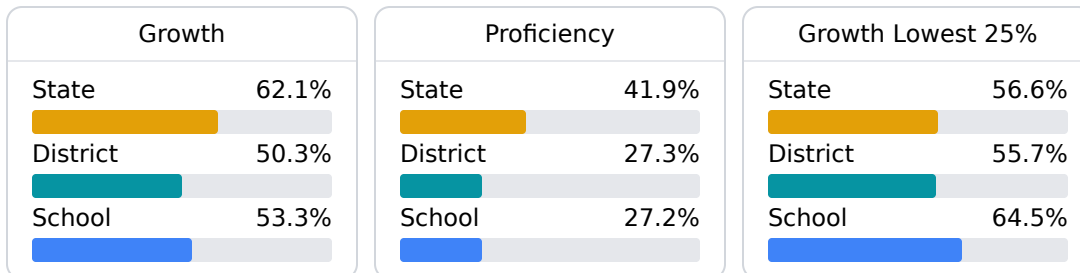 Growth
State 62.1%
District 50.3%
School 53.3%
Proficiency
State 41.9%
District 27.3%
School 27.2%
Growth Lowest 25%
State 56.6%
District 55.7%
School 64.5%